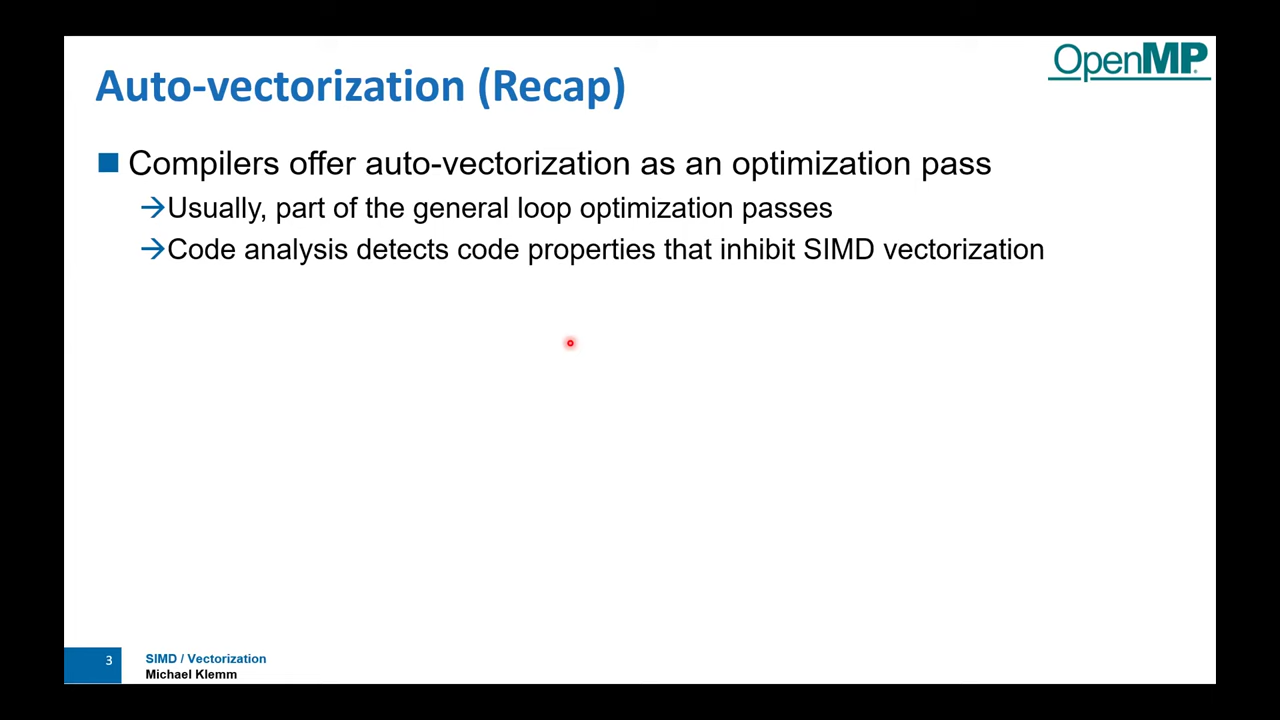 OpenMP
Auto-vectorization (Recap)
Compilers offer auto-vectorization as an optimization pass
→Usually, part of the general loop optimization passes
→Code analysis detects code properties that inhibit SIMD vectorization
3
SIMD / Vectorization
Michael Klemm